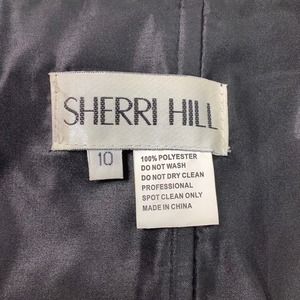 SHERRI HILL
10
100% POLYESTER
DO NOT WASH
DO NOT DRY CLEAN
PROFESSIONAL
SPOT CLEAN ONLY
MADE IN CHINA